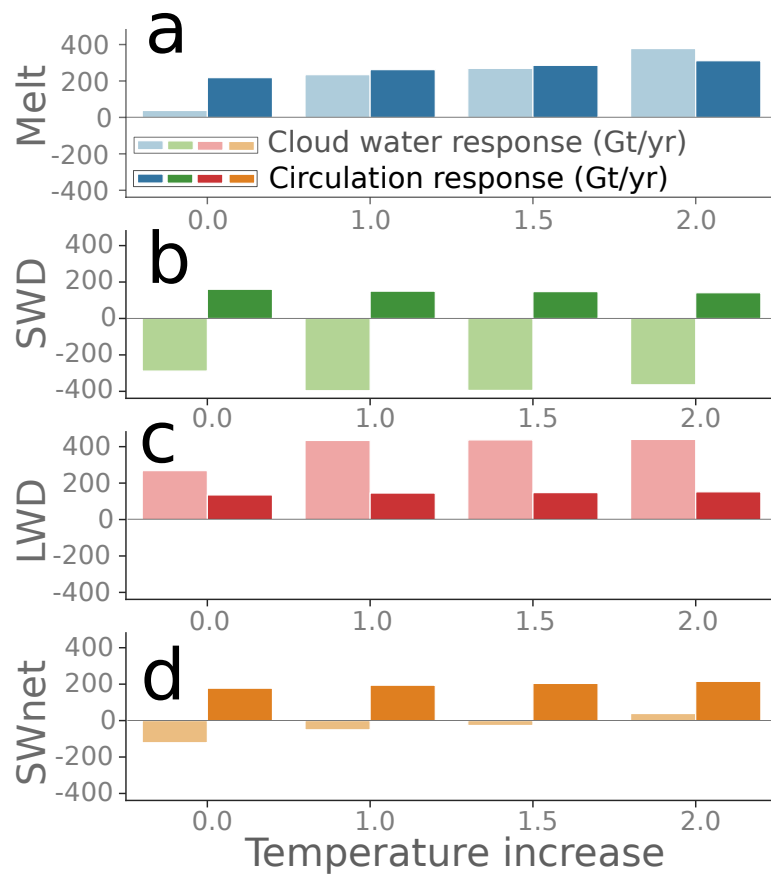 a
Melt
400
200
0
-200
-400
Cloud water response (Gt/yr)
Circulation response (Gt/yr)
0.0 1.0 1.5 2.0
b
SWD
400
200
0
-200
-400
0.0 1.0 1.5 2.0
c
LWD
400
200
0
-200
-400
0.0 1.0 1.5 2.0
d
SWnet
400
200
0
-200
-400
0.0 1.0 1.5 2.0
Temperature increase